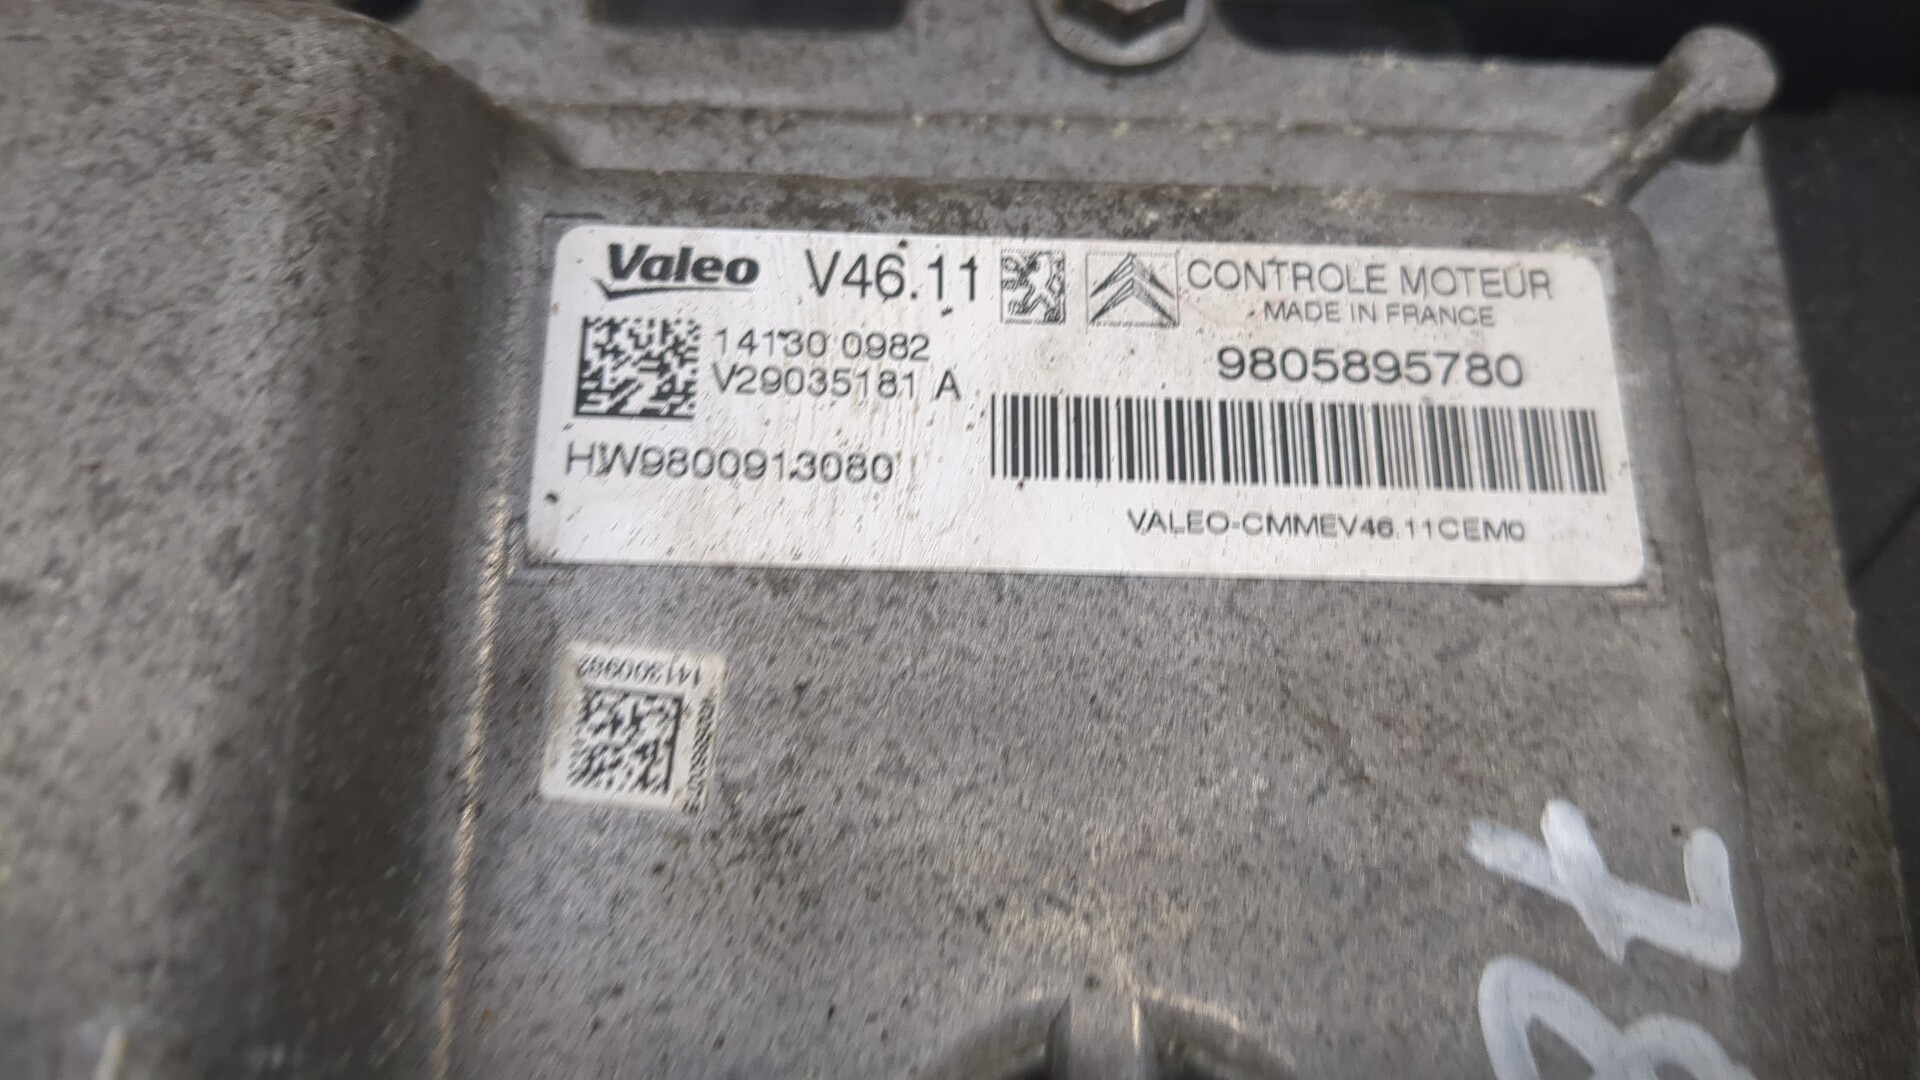 Valeo V46.11 CONTROLE MOTEUR
MADE IN FRANCE
14130 0982
V29035181 A
9805895780
HW9800913080
VALEO-CMMEV46.11CEM0
141300982